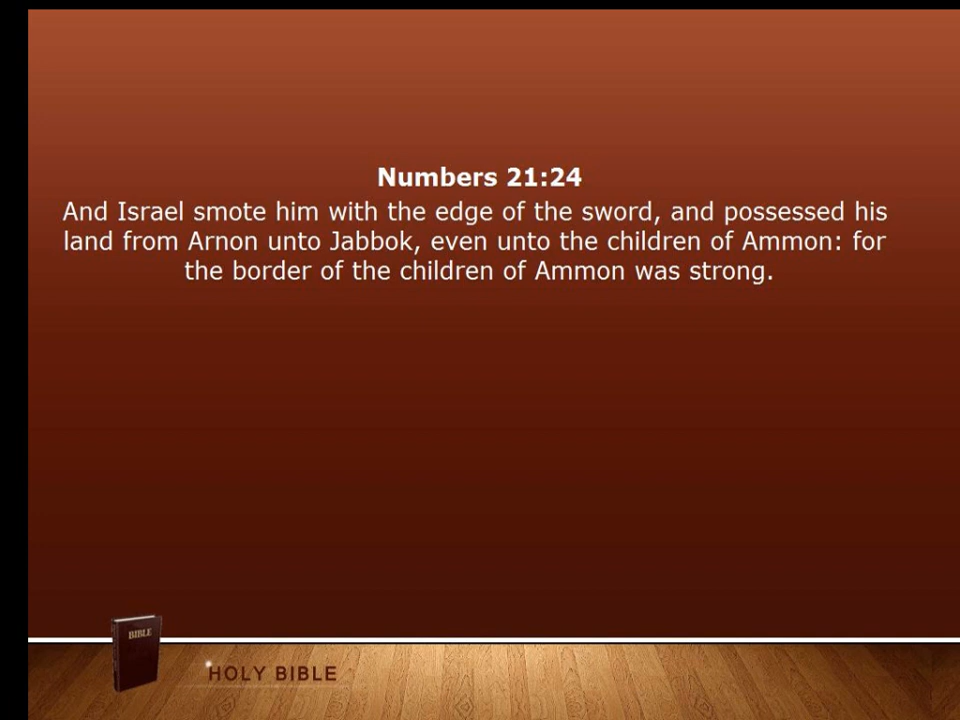 Numbers 21:24
And Israel smote him with the edge of the sword, and possessed his
land from Arnon unto Jabbok, even unto the children of Ammon: for
the border of the children of Ammon was strong.
BIBLE
HOLY BIBLE